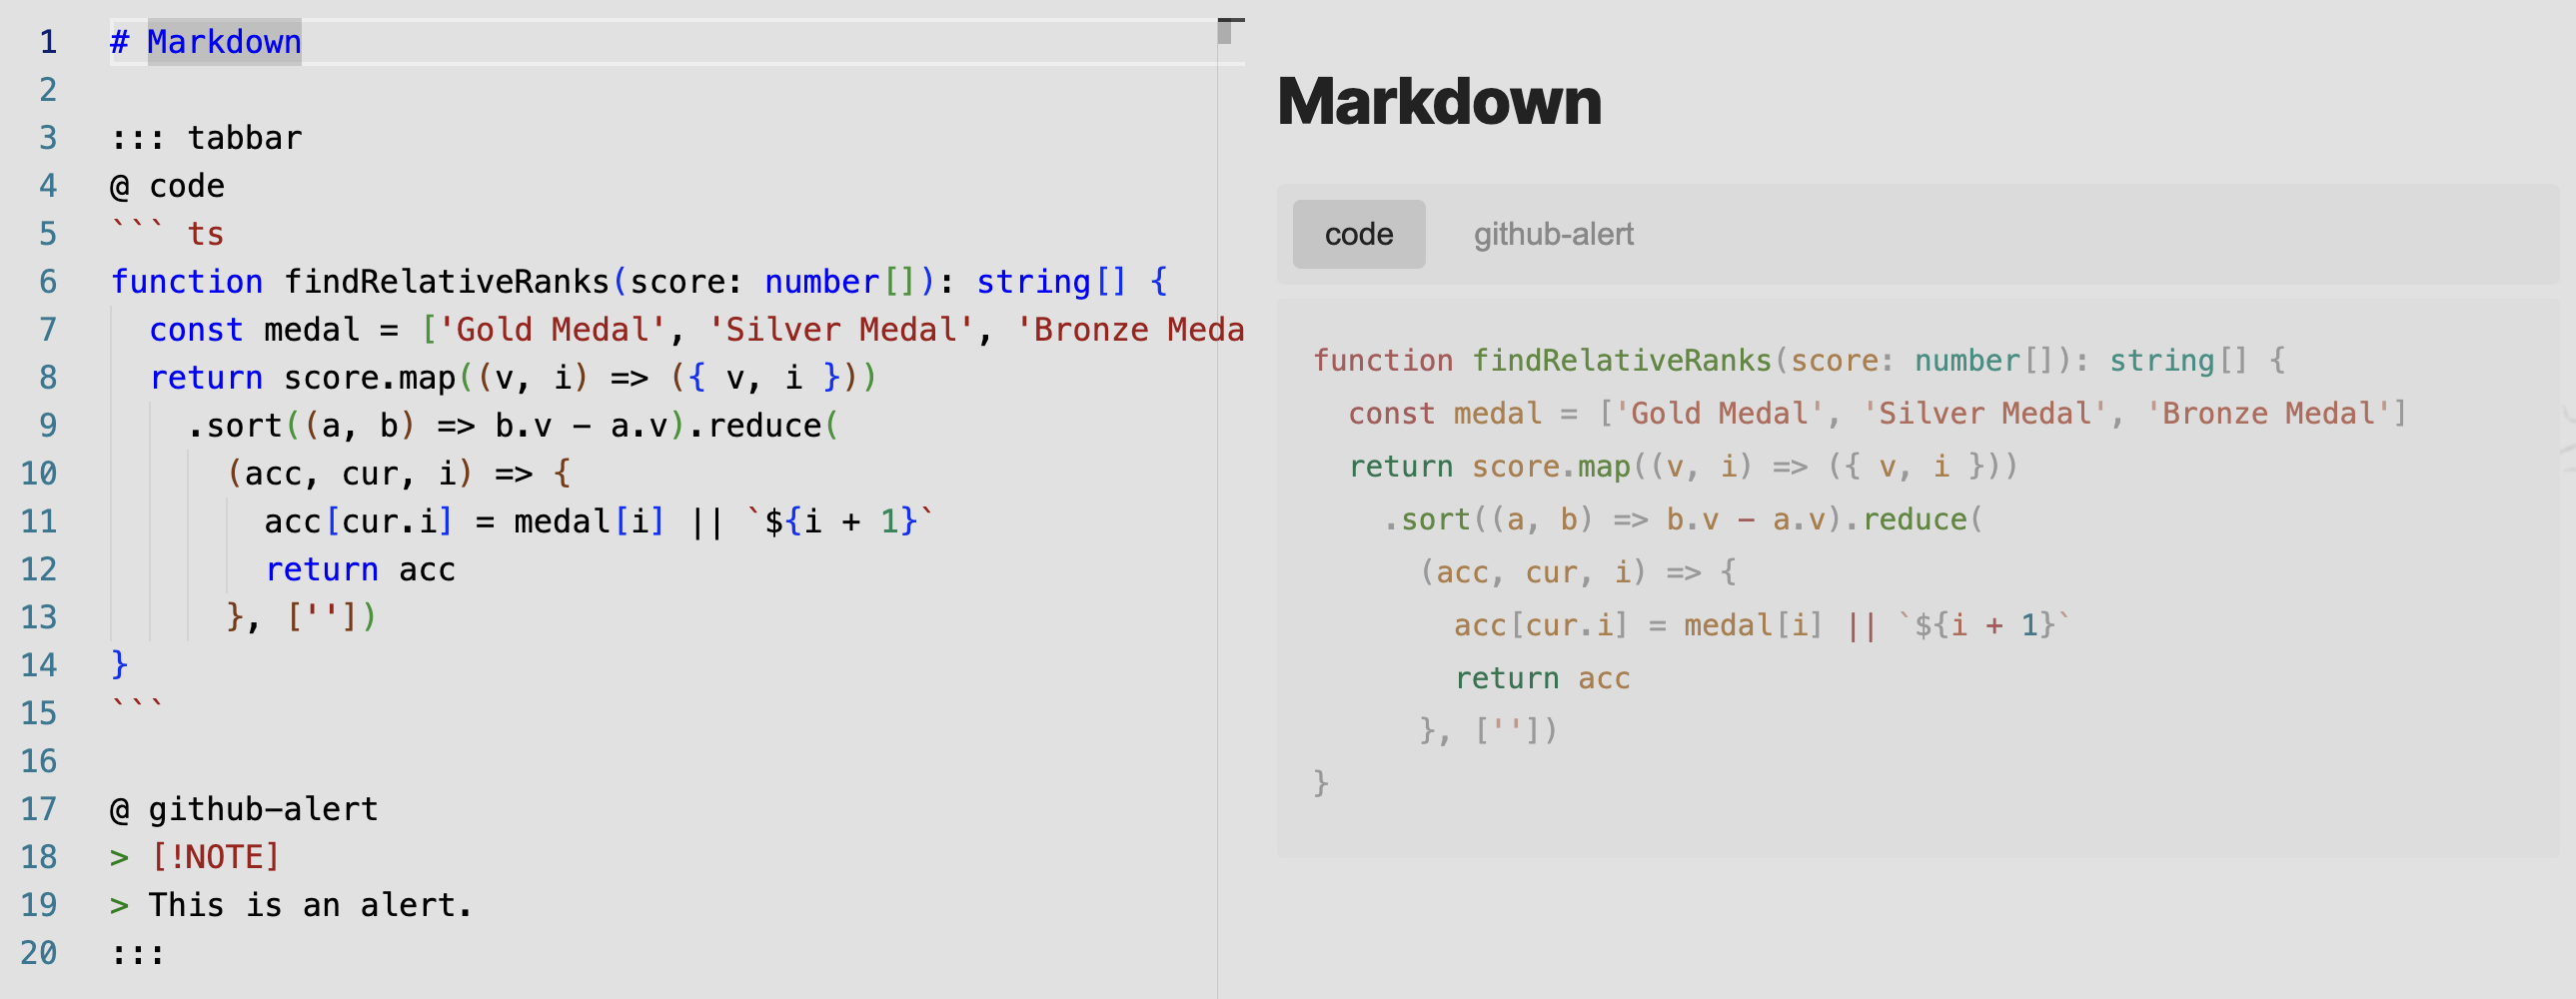 1 # Markdown
2
3 ::: tabbar
4 @ code
5 ``` ts
6 function findRelativeRanks(score: number[]): string[] {
7   const medal = ['Gold Medal', 'Silver Medal', 'Bronze Meda
8   return score.map((v, i) => ({ v, i }))
9     .sort((a, b) => b.v - a.v).reduce(
10       (acc, cur, i) => {
11         acc[cur.i] = medal[i] || `${i + 1}`
12         return acc
13       }, [''])
14 }
15 ```
16
17 @ github-alert
18 > [!NOTE]
19 > This is an alert.
20 :::
Markdown
code github-alert
function findRelativeRanks(score: number[]): string[] {
  const medal = ['Gold Medal', 'Silver Medal', 'Bronze Medal']
  return score.map((v, i) => ({ v, i }))
    .sort((a, b) => b.v - a.v).reduce(
      (acc, cur, i) => {
        acc[cur.i] = medal[i] || `${i + 1}`
        return acc
      }, [''])
}